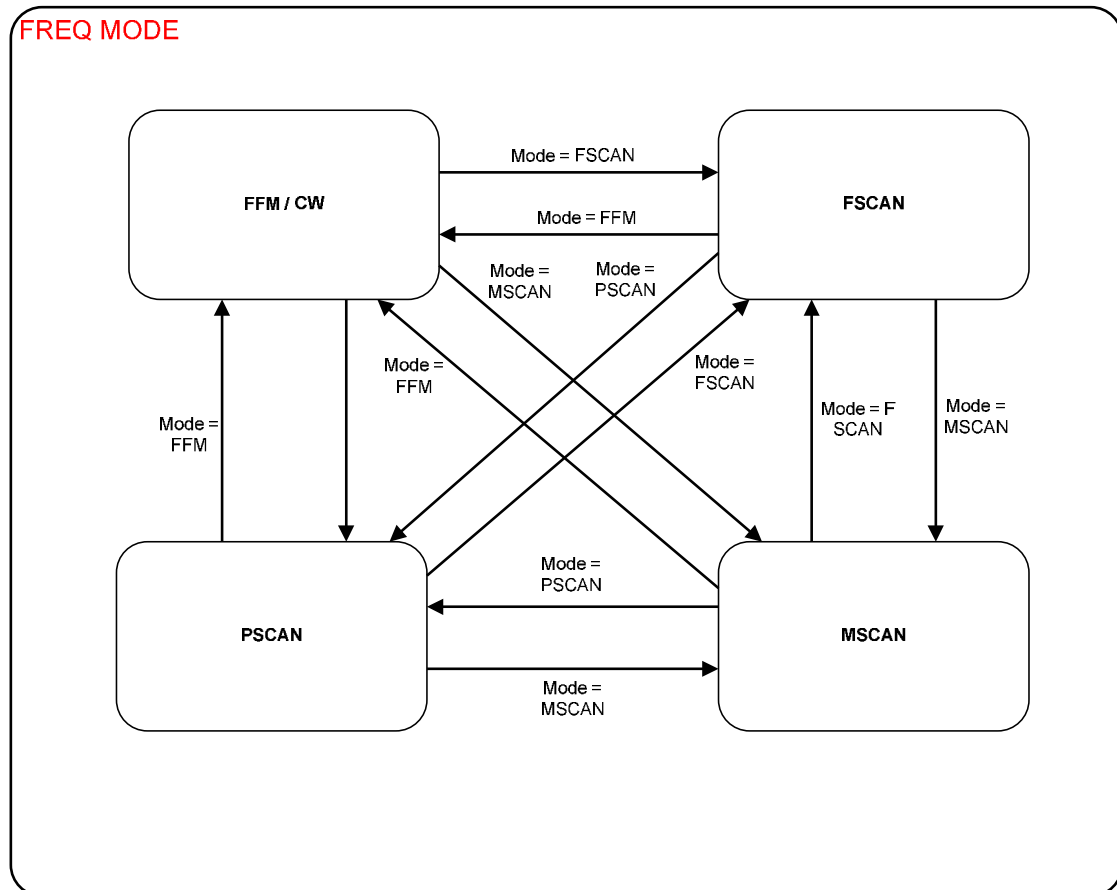 FREQ MODE
Mode = FSCAN
FFM / CW
FSCAN
Mode = FFM
Mode =
MSCAN
Mode =
PSCAN
Mode =
FFM
Mode =
FSCAN
Mode =
FFM
Mode = F
SCAN
Mode =
MSCAN
Mode =
PSCAN
PSCAN
MSCAN
Mode =
MSCAN